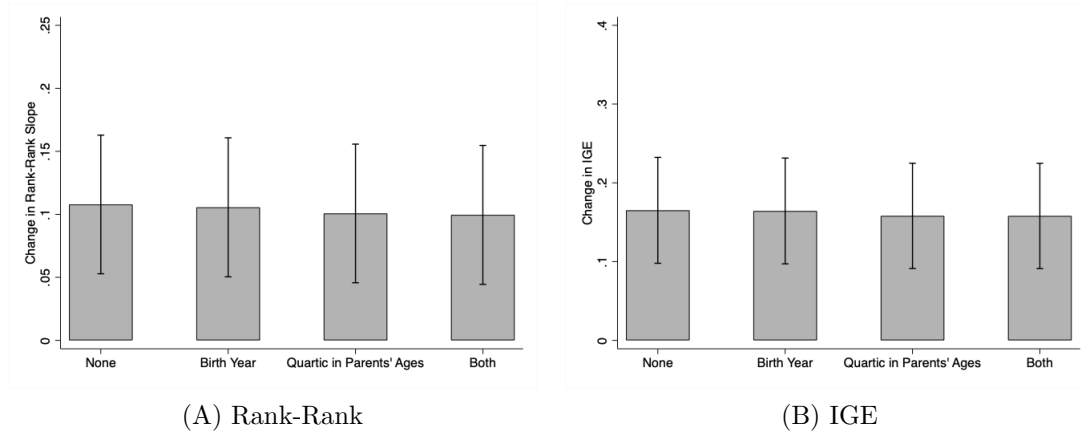 Change in Rank-Rank Slope
.25
.2
.15
.1
.05
0
None Birth Year Quartic in Parents' Ages Both
(A) Rank-Rank
Change in IGE
.4
.3
.2
.1
0
None Birth Year Quartic in Parents' Ages Both
(B) IGE